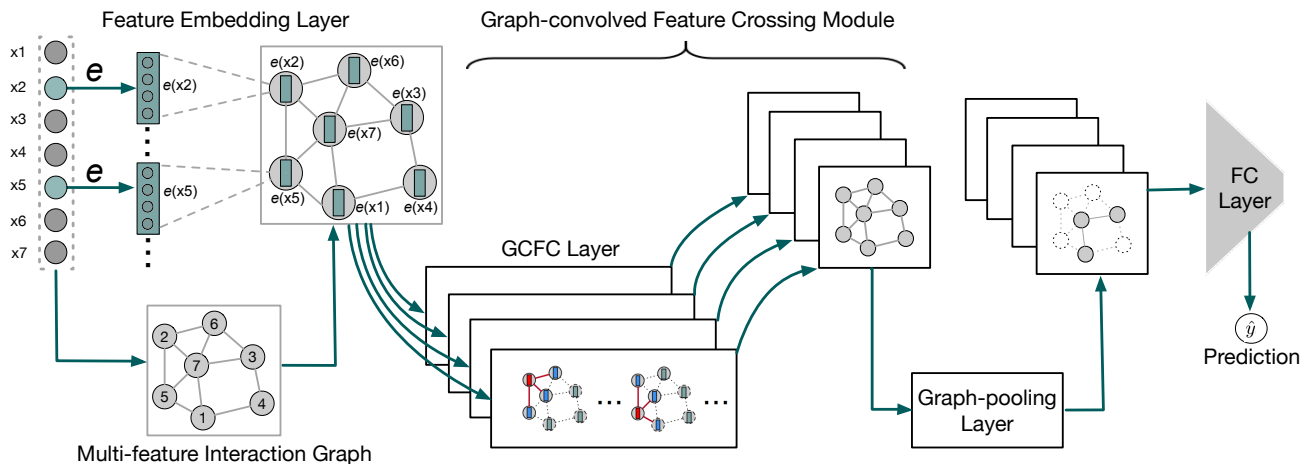 Feature Embedding Layer
Graph-convolved Feature Crossing Module
x1
x2
x3
x4
x5
x6
x7
e
e(x2)
e
e(x5)
e(x2)
e(x6)
e(x3)
e(x7)
e(x5)
e(x1)
e(x4)
GCFC Layer
FC
Layer
ŷ
Prediction
2
6
7
3
5
1
4
Multi-feature Interaction Graph
Graph-pooling
Layer